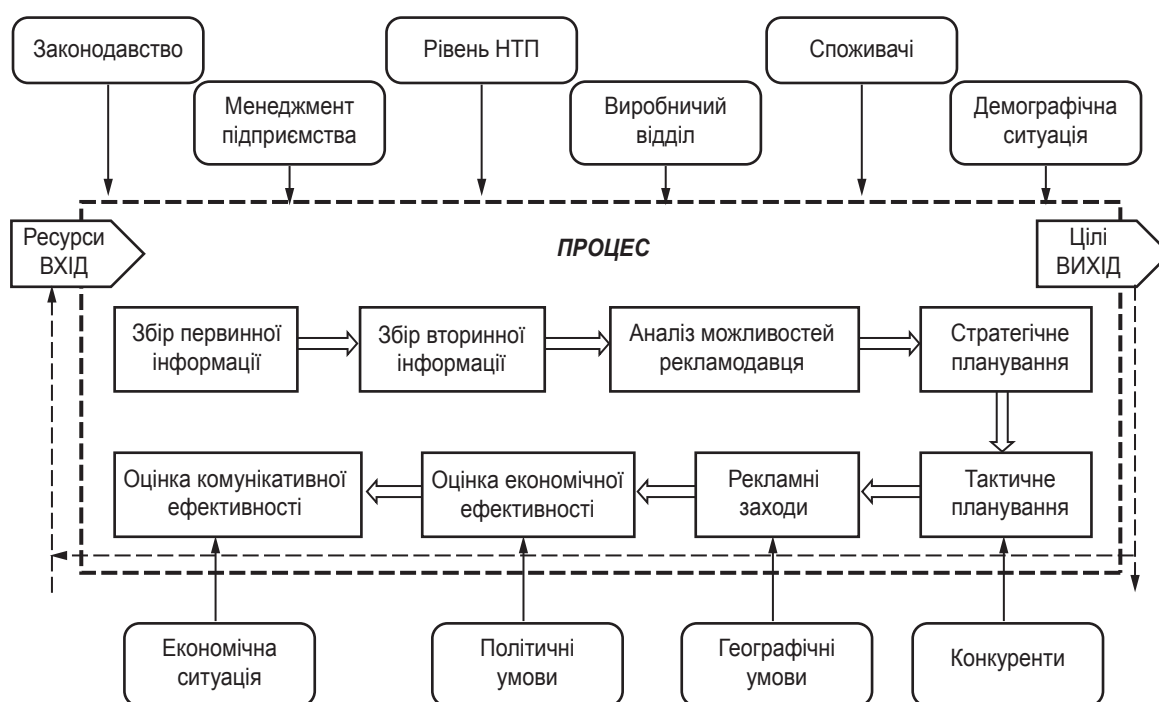 Законодавство
Рівень НТП
Споживачі
Менеджмент
підприємства
Виробничий
відділ
Демографічна
ситуація
Ресурси
ВХІД
ПРОЦЕС
Цілі
ВИХІД
Збір первинної
інформації
Збір вторинної
інформації
Аналіз можливостей
рекламодавця
Стратегічне
планування
Оцінка комунікативної
ефективності
Оцінка економічної
ефективності
Рекламні
заходи
Тактичне
планування
Економічна
ситуація
Політичні
умови
Географічні
умови
Конкуренти